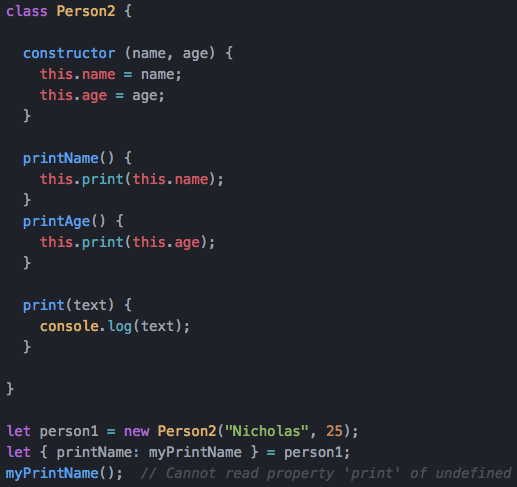 class Person2 {
  constructor (name, age) {
    this.name = name;
    this.age = age;
  }
  printName() {
    this.print(this.name);
  }
  printAge() {
    this.print(this.age);
  }
  print(text) {
    console.log(text);
  }
}
let person1 = new Person2("Nicholas", 25);
let { printName: myPrintName } = person1;
myPrintName();  // Cannot read property 'print' of undefined